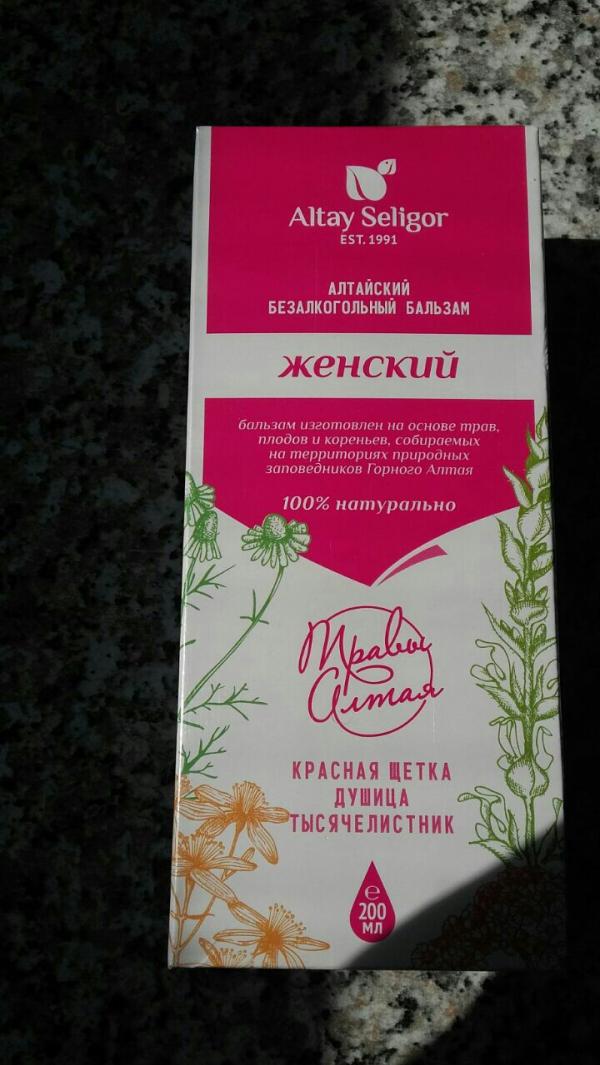 Altay Seligor
EST. 1991
АЛТАЙСКИЙ
БЕЗАЛКОГОЛЬНЫЙ БАЛЬЗАМ
женский
бальзам изготовлен на основе трав,
плодов и кореньев, собираемых
на территориях природных
заповедников Горного Алтая
100% натурально
Травы
Алтая
КРАСНАЯ ЩЕТКА
ДУШИЦА
ТЫСЯЧЕЛИСТНИК
℮
200
МЛ